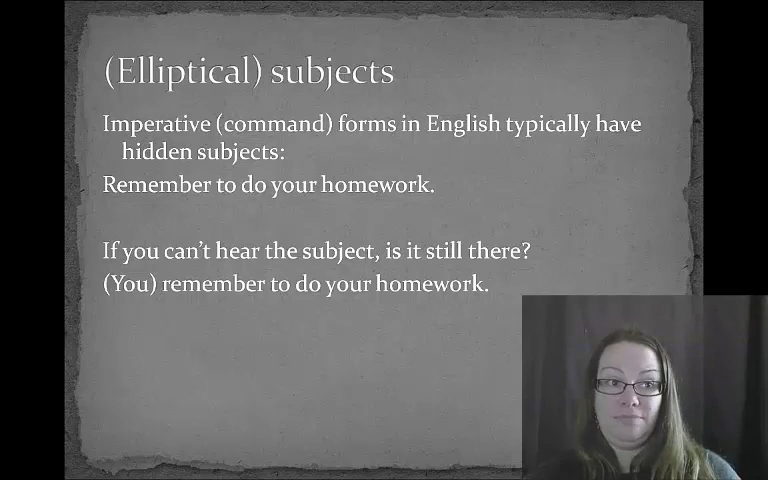 (Elliptical) subjects
Imperative (command) forms in English typically have
hidden subjects:
Remember to do your homework.
If you can't hear the subject, is it still there?
(You) remember to do your homework.